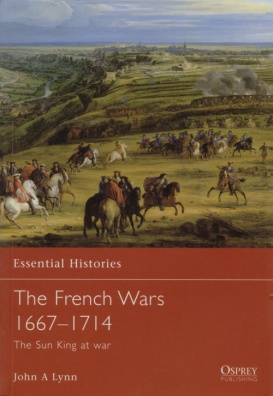 Essential Histories
The French Wars
1667–1714
The Sun King at war
John A Lynn
OSPREY
PUBLISHING